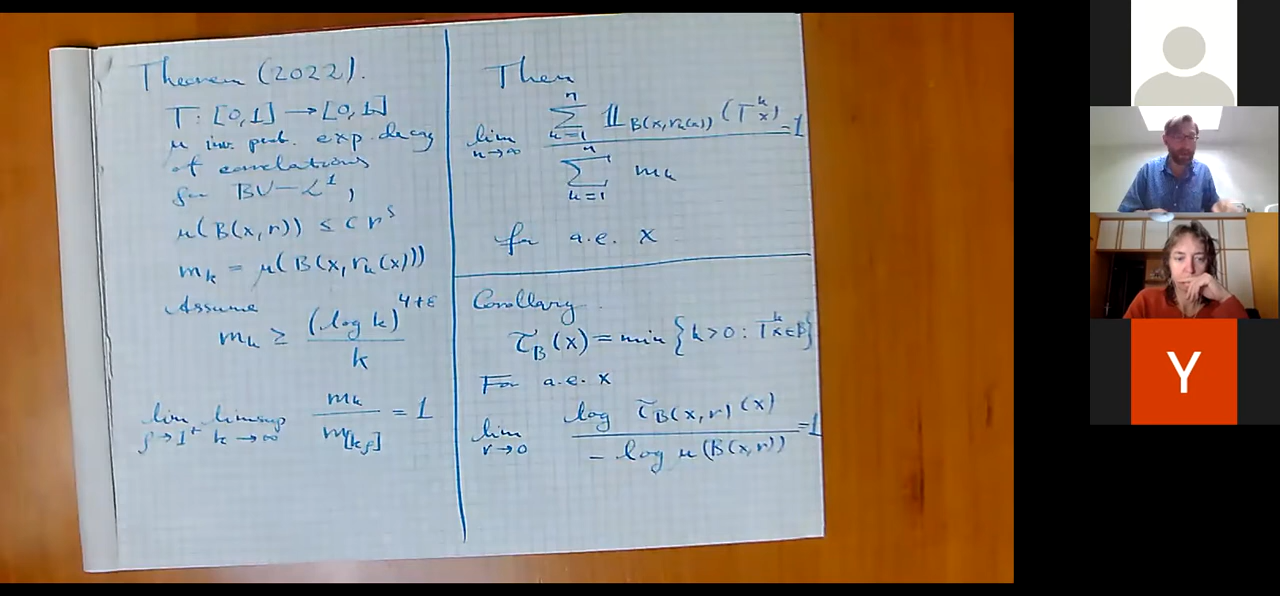 Theorem (2022).
T: [0,1] → [0,1]
μ inv. prob. exp. decay
of correlations
for BV - L¹,
μ(B(x,r)) ≤ c r^s
m_k = μ(B(x, r_k(x)))
Assume
m_k ≥ (log k)^{4+ε} / k
lim_{ρ→1⁺} limsup_{k→∞} m_k / m_{[kρ]} = 1
Then
lim_{n→∞} ∑_{k=1}^{n} 𝟙_{B(x,r_k(x))} (T^k x) / ∑_{k=1}^{n} m_k = 1
for a.e. x
Corollary.
τ_B(x) = min {k>0 : T^k x ∈ B}
For a.e. x
lim_{r→0} log τ_{B(x,r)}(x) / - log μ(B(x,r)) = 1
Y